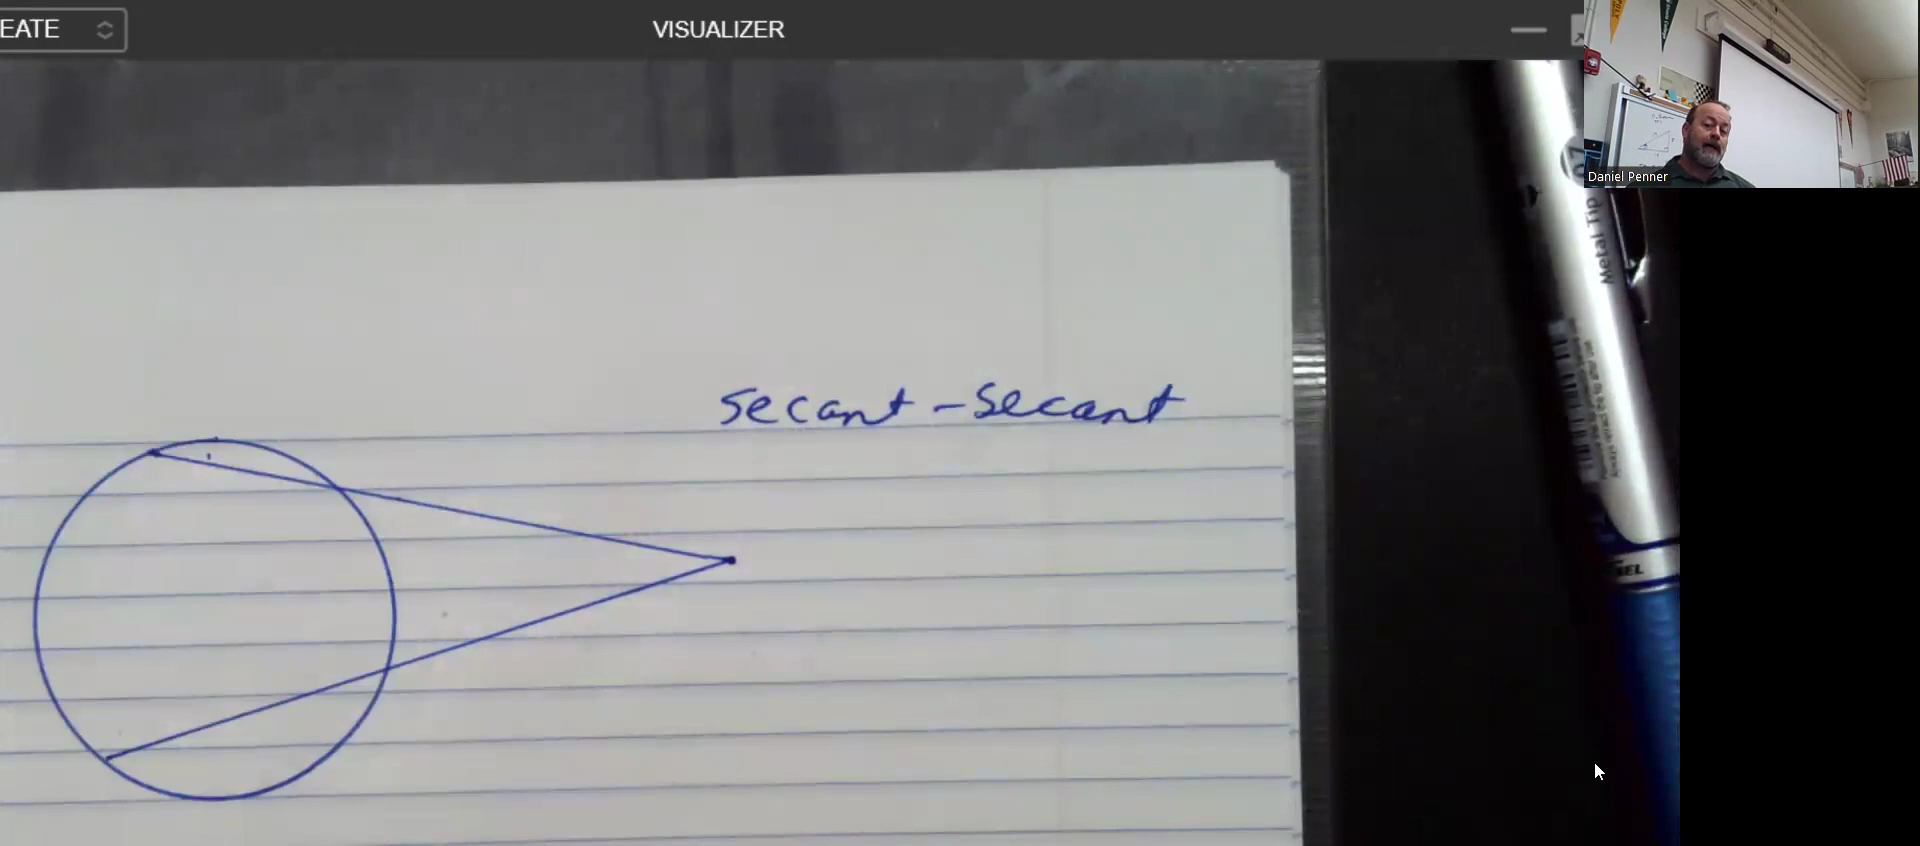 EATE
VISUALIZER
Daniel Penner
Metal Tip
secant - secant